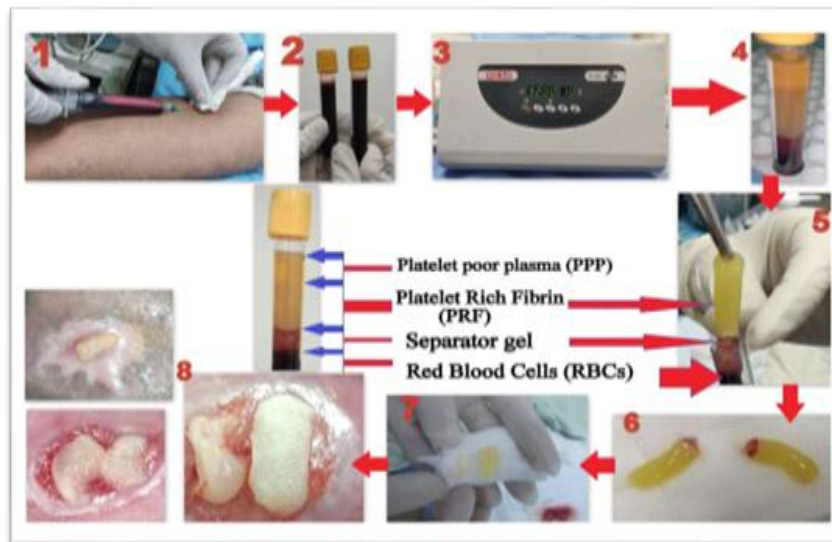 1
2
3
4
5
Platelet poor plasma (PPP)
Platelet Rich Fibrin
(PRF)
Separator gel
Red Blood Cells (RBCs)
8
7
6